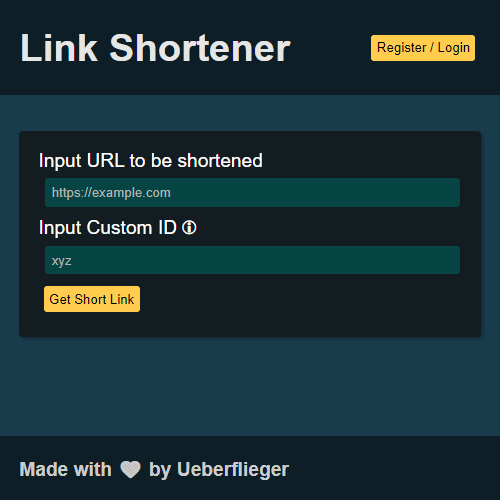 Link Shortener
Register / Login
Input URL to be shortened
https://example.com
Input Custom ID 🛈
xyz
Get Short Link
Made with 🤍 by Ueberflieger